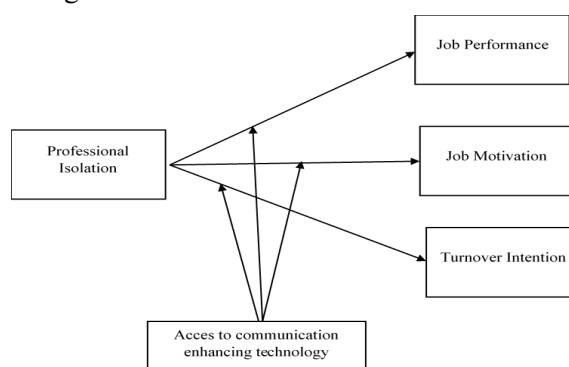 Job Performance
Professional
Isolation
Job Motivation
Turnover Intention
Acces to communication
enhancing technology